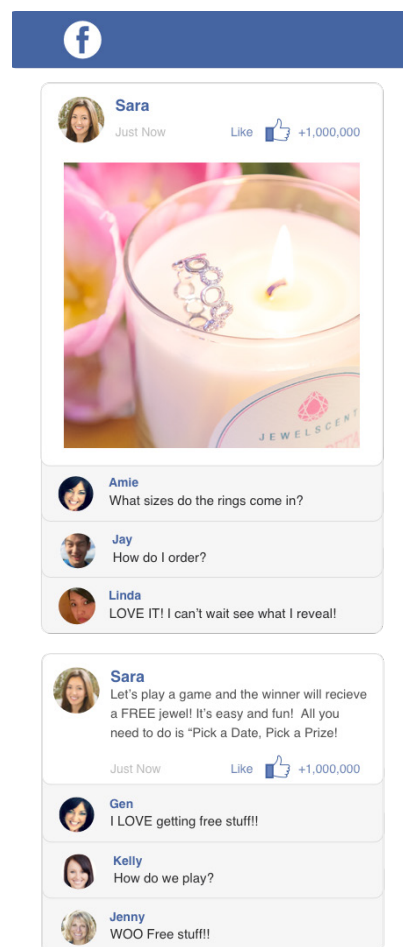 f
Sara
Just Now
Like +1,000,000
JEWELSCENT
Amie
What sizes do the rings come in?
Jay
How do I order?
Linda
LOVE IT! I can't wait see what I reveal!
Sara
Let's play a game and the winner will recieve
a FREE jewel! It's easy and fun! All you
need to do is “Pick a Date, Pick a Prize!
Just Now
Like +1,000,000
Gen
I LOVE getting free stuff!!
Kelly
How do we play?
Jenny
WOO Free stuff!!